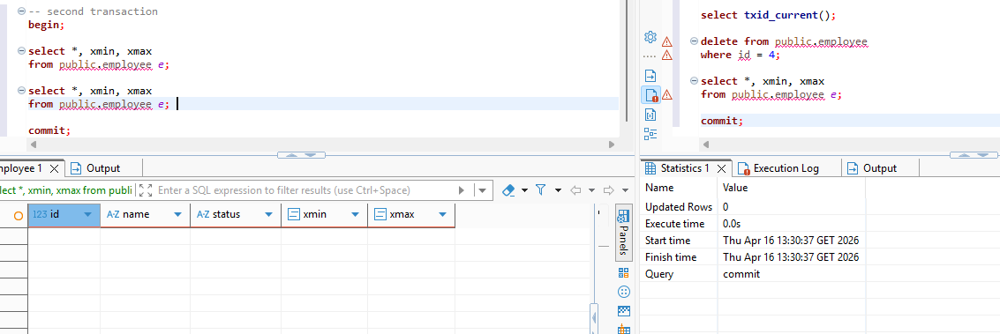 -- second transaction
begin;
select *, xmin, xmax
from public.employee e;
select *, xmin, xmax
from public.employee e;
commit;
select txid_current();
delete from public.employee
where id = 4;
select *, xmin, xmax
from public.employee e;
commit;
mployee 1 Output
lect *, xmin, xmax from publi Enter a SQL expression to filter results (use Ctrl+Space)
123 id A-Z name A-Z status xmin xmax
Panels
Statistics 1 Execution Log Output
Name Value
Updated Rows 0
Execute time 0.0s
Start time Thu Apr 16 13:30:37 GET 2026
Finish time Thu Apr 16 13:30:37 GET 2026
Query commit